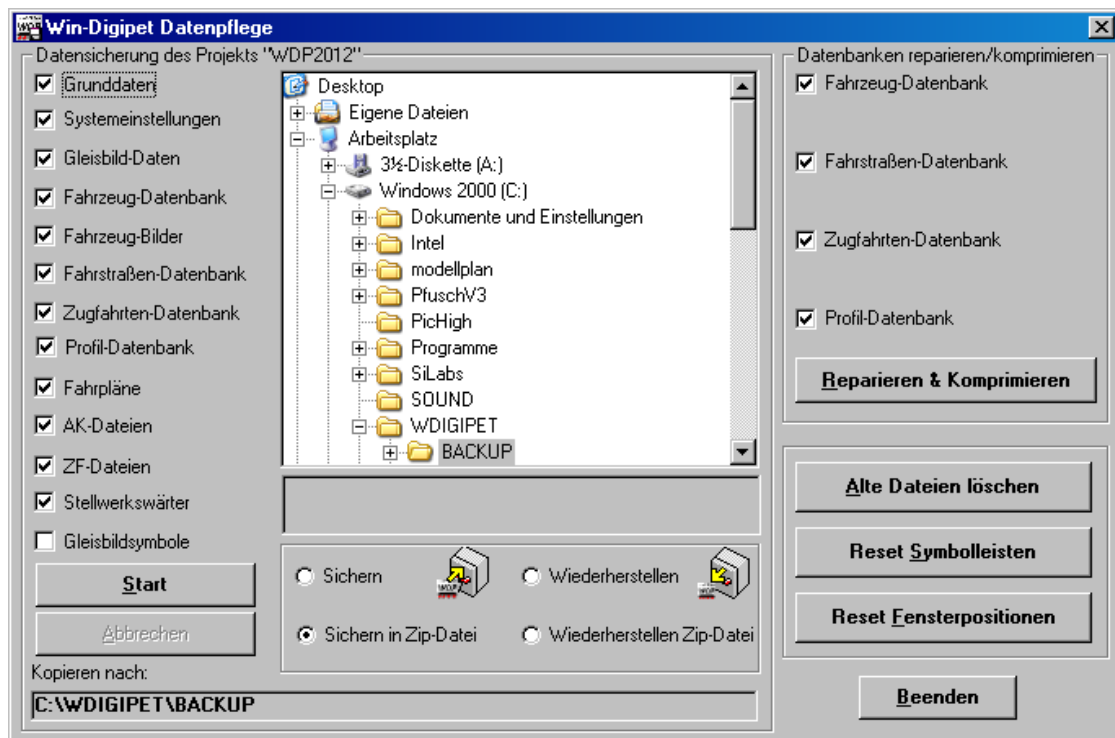 Win-Digipet Datenpflege
Datensicherung des Projekts "WDP2012"
Grunddaten
Systemeinstellungen
Gleisbild-Daten
Fahrzeug-Datenbank
Fahrzeug-Bilder
Fahrstraßen-Datenbank
Zugfahrten-Datenbank
Profil-Datenbank
Fahrpläne
AK-Dateien
ZF-Dateien
Stellwerkswärter
Gleisbildsymbole
Start
Abbrechen
Desktop
Eigene Dateien
Arbeitsplatz
3½-Diskette (A:)
Windows 2000 (C:)
Dokumente und Einstellungen
Intel
modellplan
PfuschV3
PicHigh
Programme
SiLabs
SOUND
WDIGIPET
BACKUP
Sichern
Wiederherstellen
Sichern in Zip-Datei
Wiederherstellen Zip-Datei
Kopieren nach:
C:\WDIGIPET\BACKUP
Datenbanken reparieren/komprimieren
Fahrzeug-Datenbank
Fahrstraßen-Datenbank
Zugfahrten-Datenbank
Profil-Datenbank
Reparieren & Komprimieren
Alte Dateien löschen
Reset Symbolleisten
Reset Fensterpositionen
Beenden